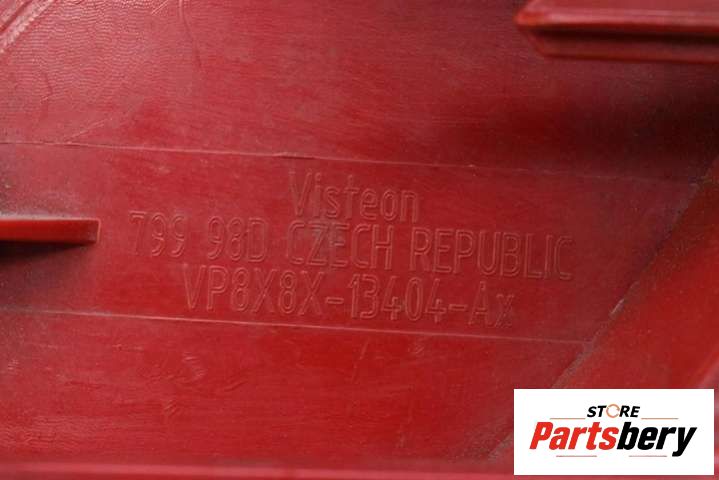 Visteon
799 98D CZECH REPUBLIC
VP8X8X-13404-Ax
STORE
Partsbery